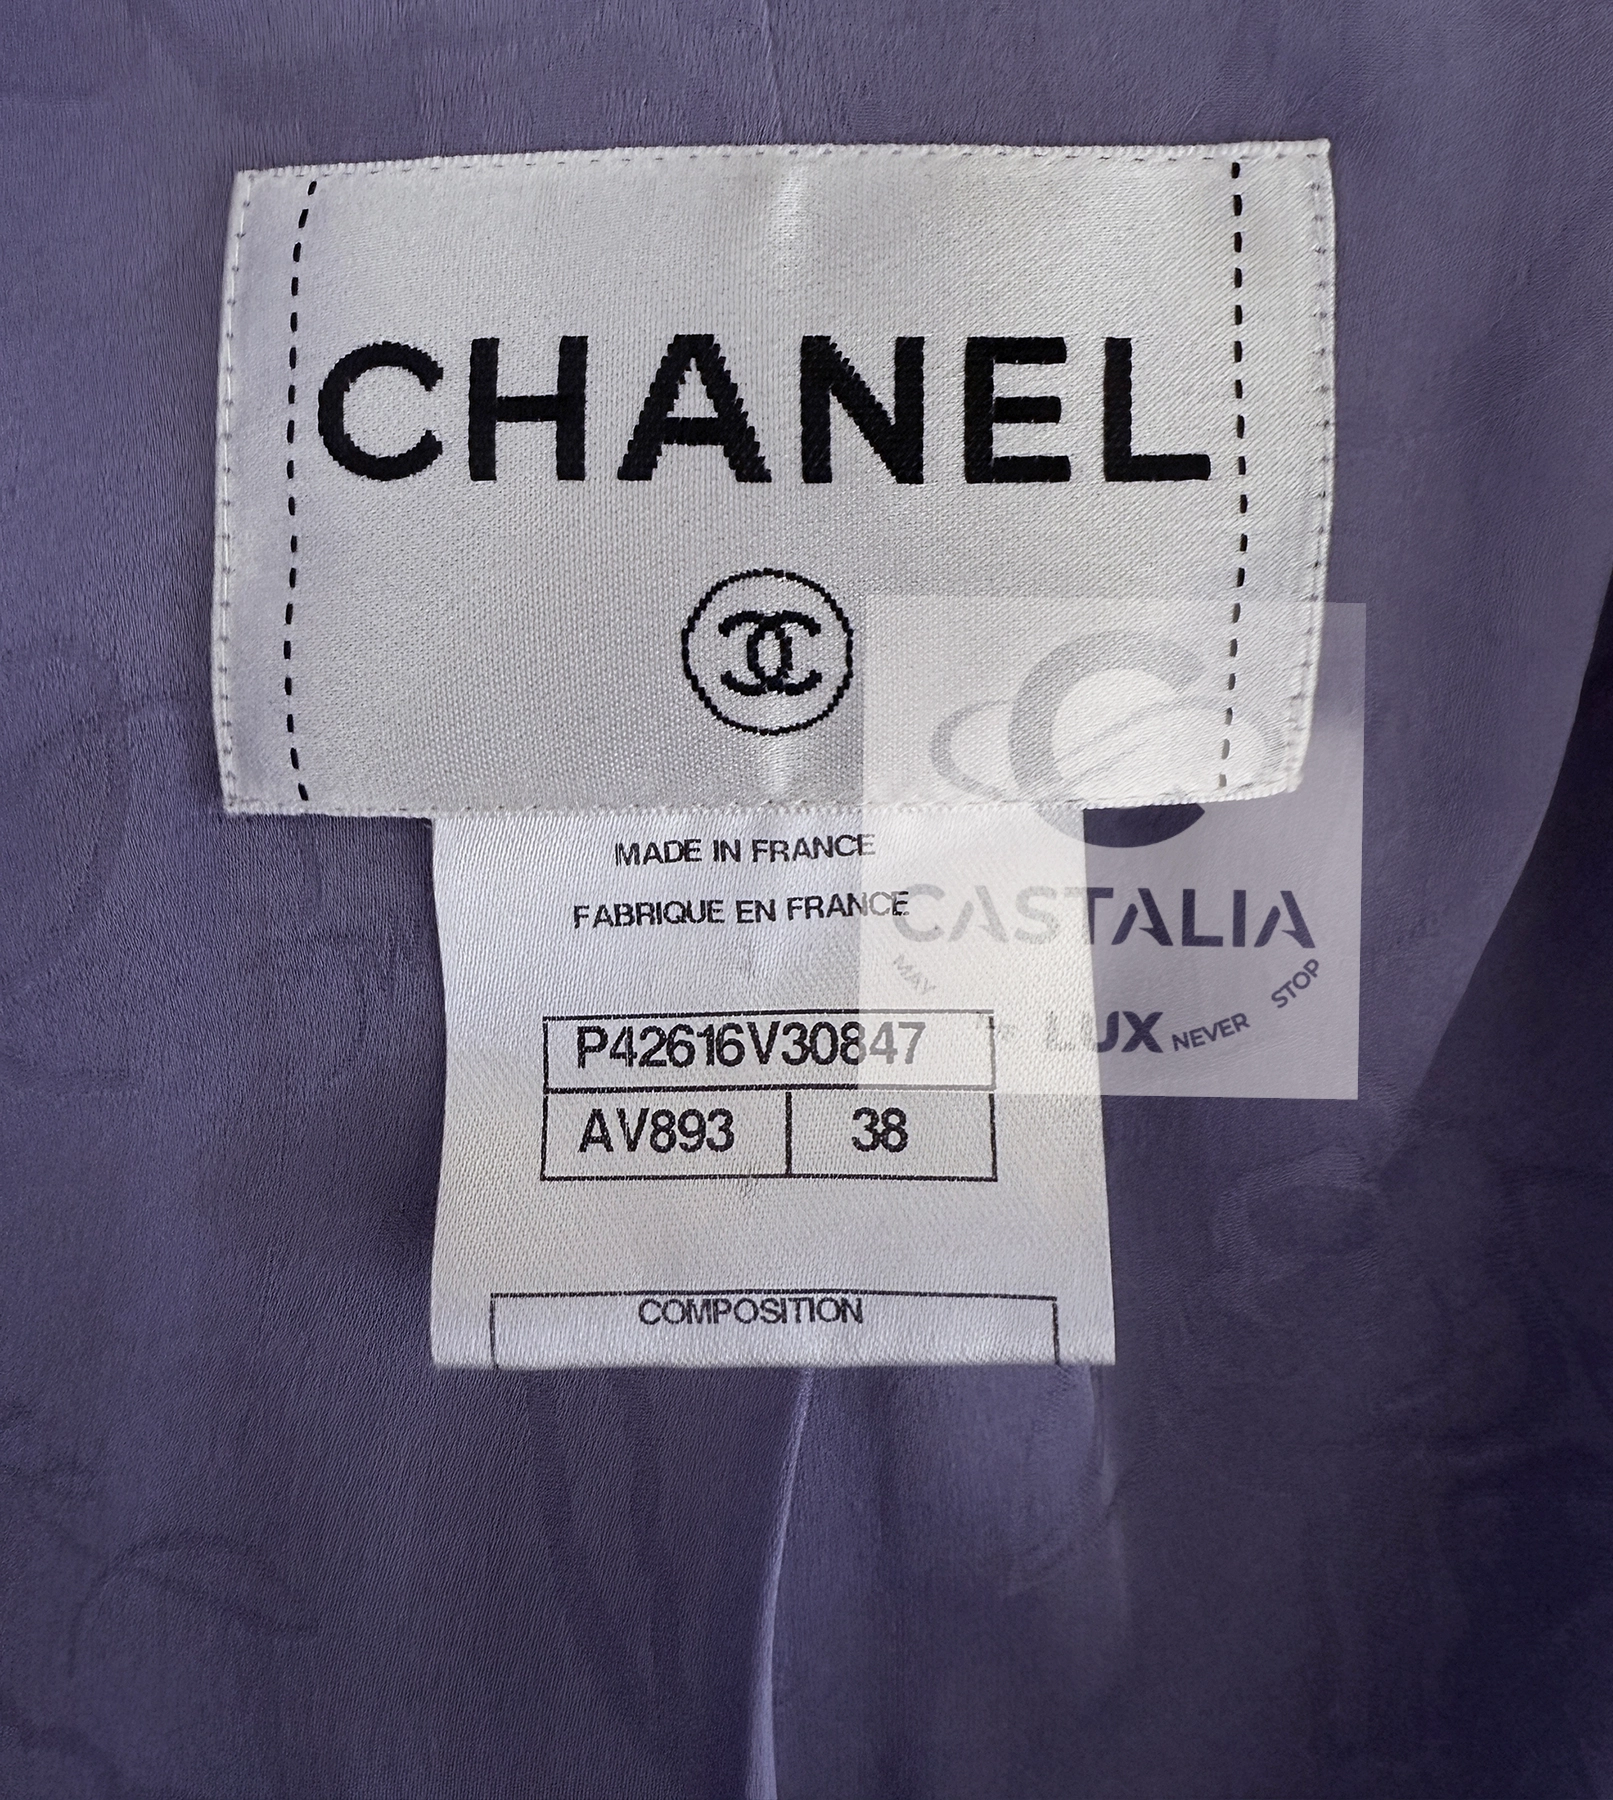 CHANEL
MADE IN FRANCE
FABRIQUE EN FRANCE
CASTALIA
MAY
LUX NEVER STOP
P42616V30847
AV893 38
COMPOSITION